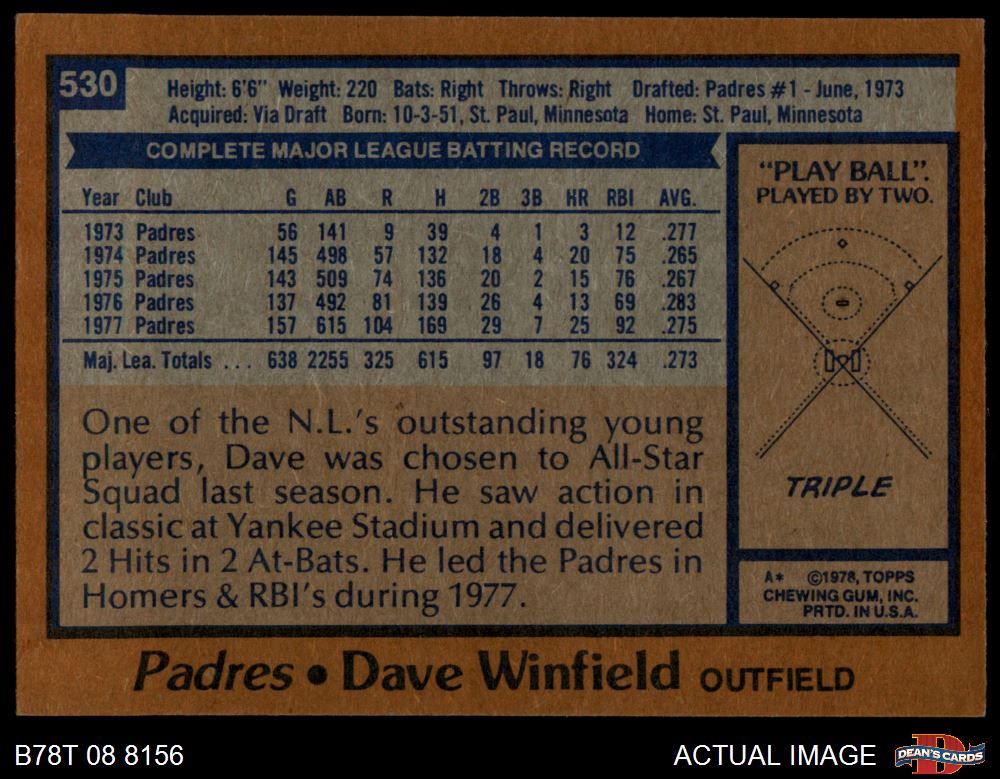 530
Height: 6'6" Weight: 220 Bats: Right Throws: Right Drafted: Padres #1 - June, 1973
Acquired: Via Draft Born: 10-3-51, St. Paul, Minnesota Home: St. Paul, Minnesota
COMPLETE MAJOR LEAGUE BATTING RECORD
Year Club G AB R H 2B 3B HR RBI AVG.
1973 Padres 56 141 9 39 4 1 3 12 .277
1974 Padres 145 498 57 132 18 4 20 75 .265
1975 Padres 143 509 74 136 20 2 15 76 .267
1976 Padres 137 492 81 139 26 4 13 69 .283
1977 Padres 157 615 104 169 29 7 25 92 .275
Maj. Lea. Totals ... 638 2255 325 615 97 18 76 324 .273
One of the N.L.'s outstanding young
players, Dave was chosen to All-Star
Squad last season. He saw action in
classic at Yankee Stadium and delivered
2 Hits in 2 At-Bats. He led the Padres in
Homers & RBI's during 1977.
"PLAY BALL".
PLAYED BY TWO.
TRIPLE
A* ©1978, TOPPS
CHEWING GUM, INC.
PRTD. IN U.S.A.
Padres • Dave Winfield OUTFIELD
B78T 08 8156
ACTUAL IMAGE
DEAN'S CARDS